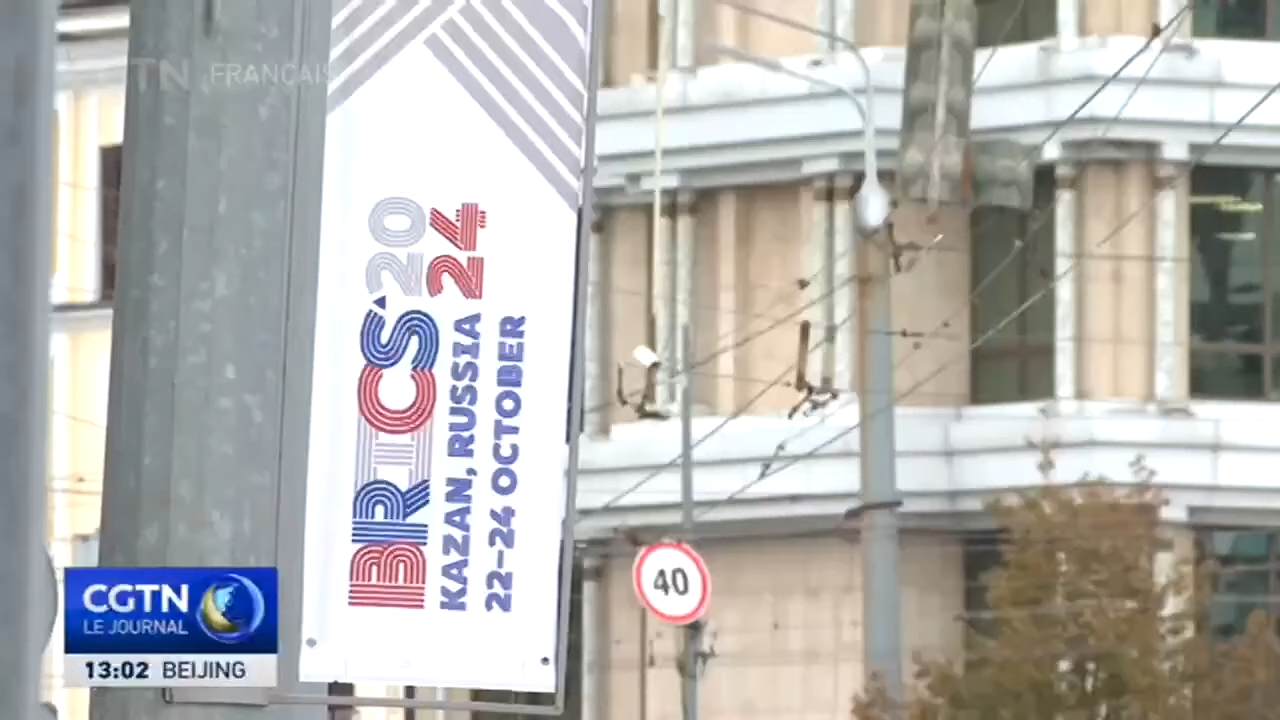 CGTN FRANÇAIS
BRICS 2024
KAZAN, RUSSIA
22–24 OCTOBER
40
CGTN
LE JOURNAL
13:02 BEIJING